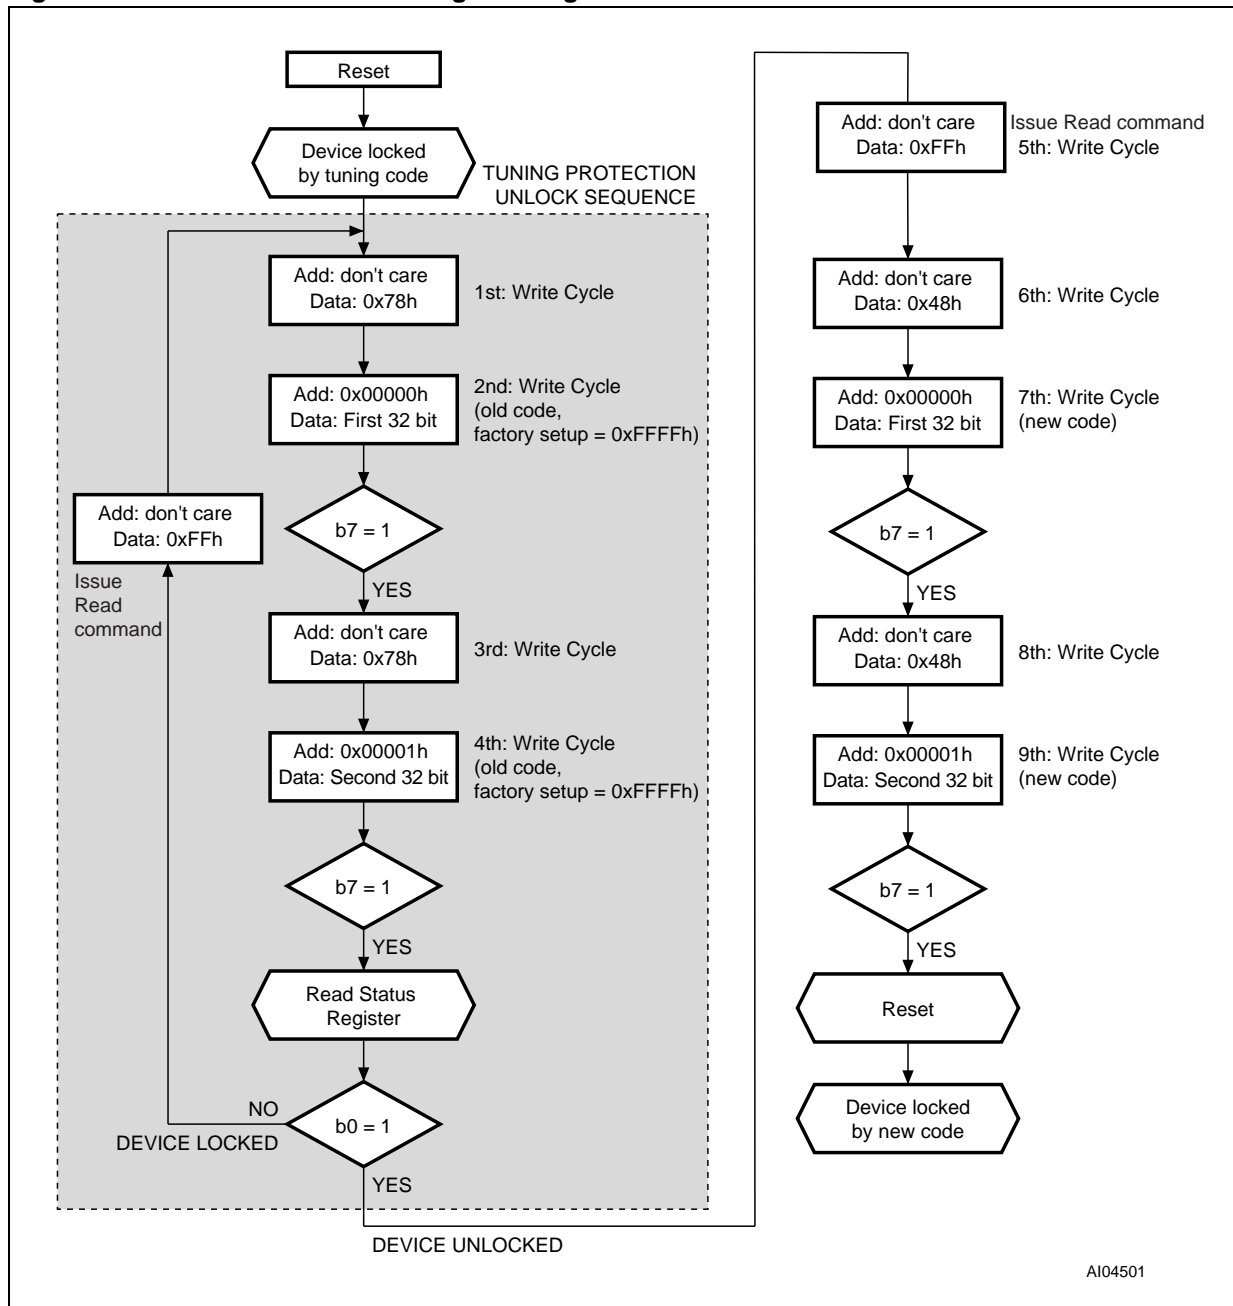 Reset
Device locked
by tuning code
TUNING PROTECTION
UNLOCK SEQUENCE
Add: don't care
Data: 0x78h
1st: Write Cycle
Add: 0x00000h
Data: First 32 bit
2nd: Write Cycle
(old code,
factory setup = 0xFFFFh)
b7 = 1
YES
Add: don't care
Data: 0xFFh
Issue
Read
command
Add: don't care
Data: 0x78h
3rd: Write Cycle
Add: 0x00001h
Data: Second 32 bit
4th: Write Cycle
(old code,
factory setup = 0xFFFFh)
b7 = 1
YES
Read Status
Register
b0 = 1
NO
DEVICE LOCKED
YES
DEVICE UNLOCKED
Add: don't care
Data: 0xFFh
Issue Read command
5th: Write Cycle
Add: don't care
Data: 0x48h
6th: Write Cycle
Add: 0x00000h
Data: First 32 bit
7th: Write Cycle
(new code)
b7 = 1
YES
Add: don't care
Data: 0x48h
8th: Write Cycle
Add: 0x00001h
Data: Second 32 bit
9th: Write Cycle
(new code)
b7 = 1
YES
Reset
Device locked
by new code
AI04501